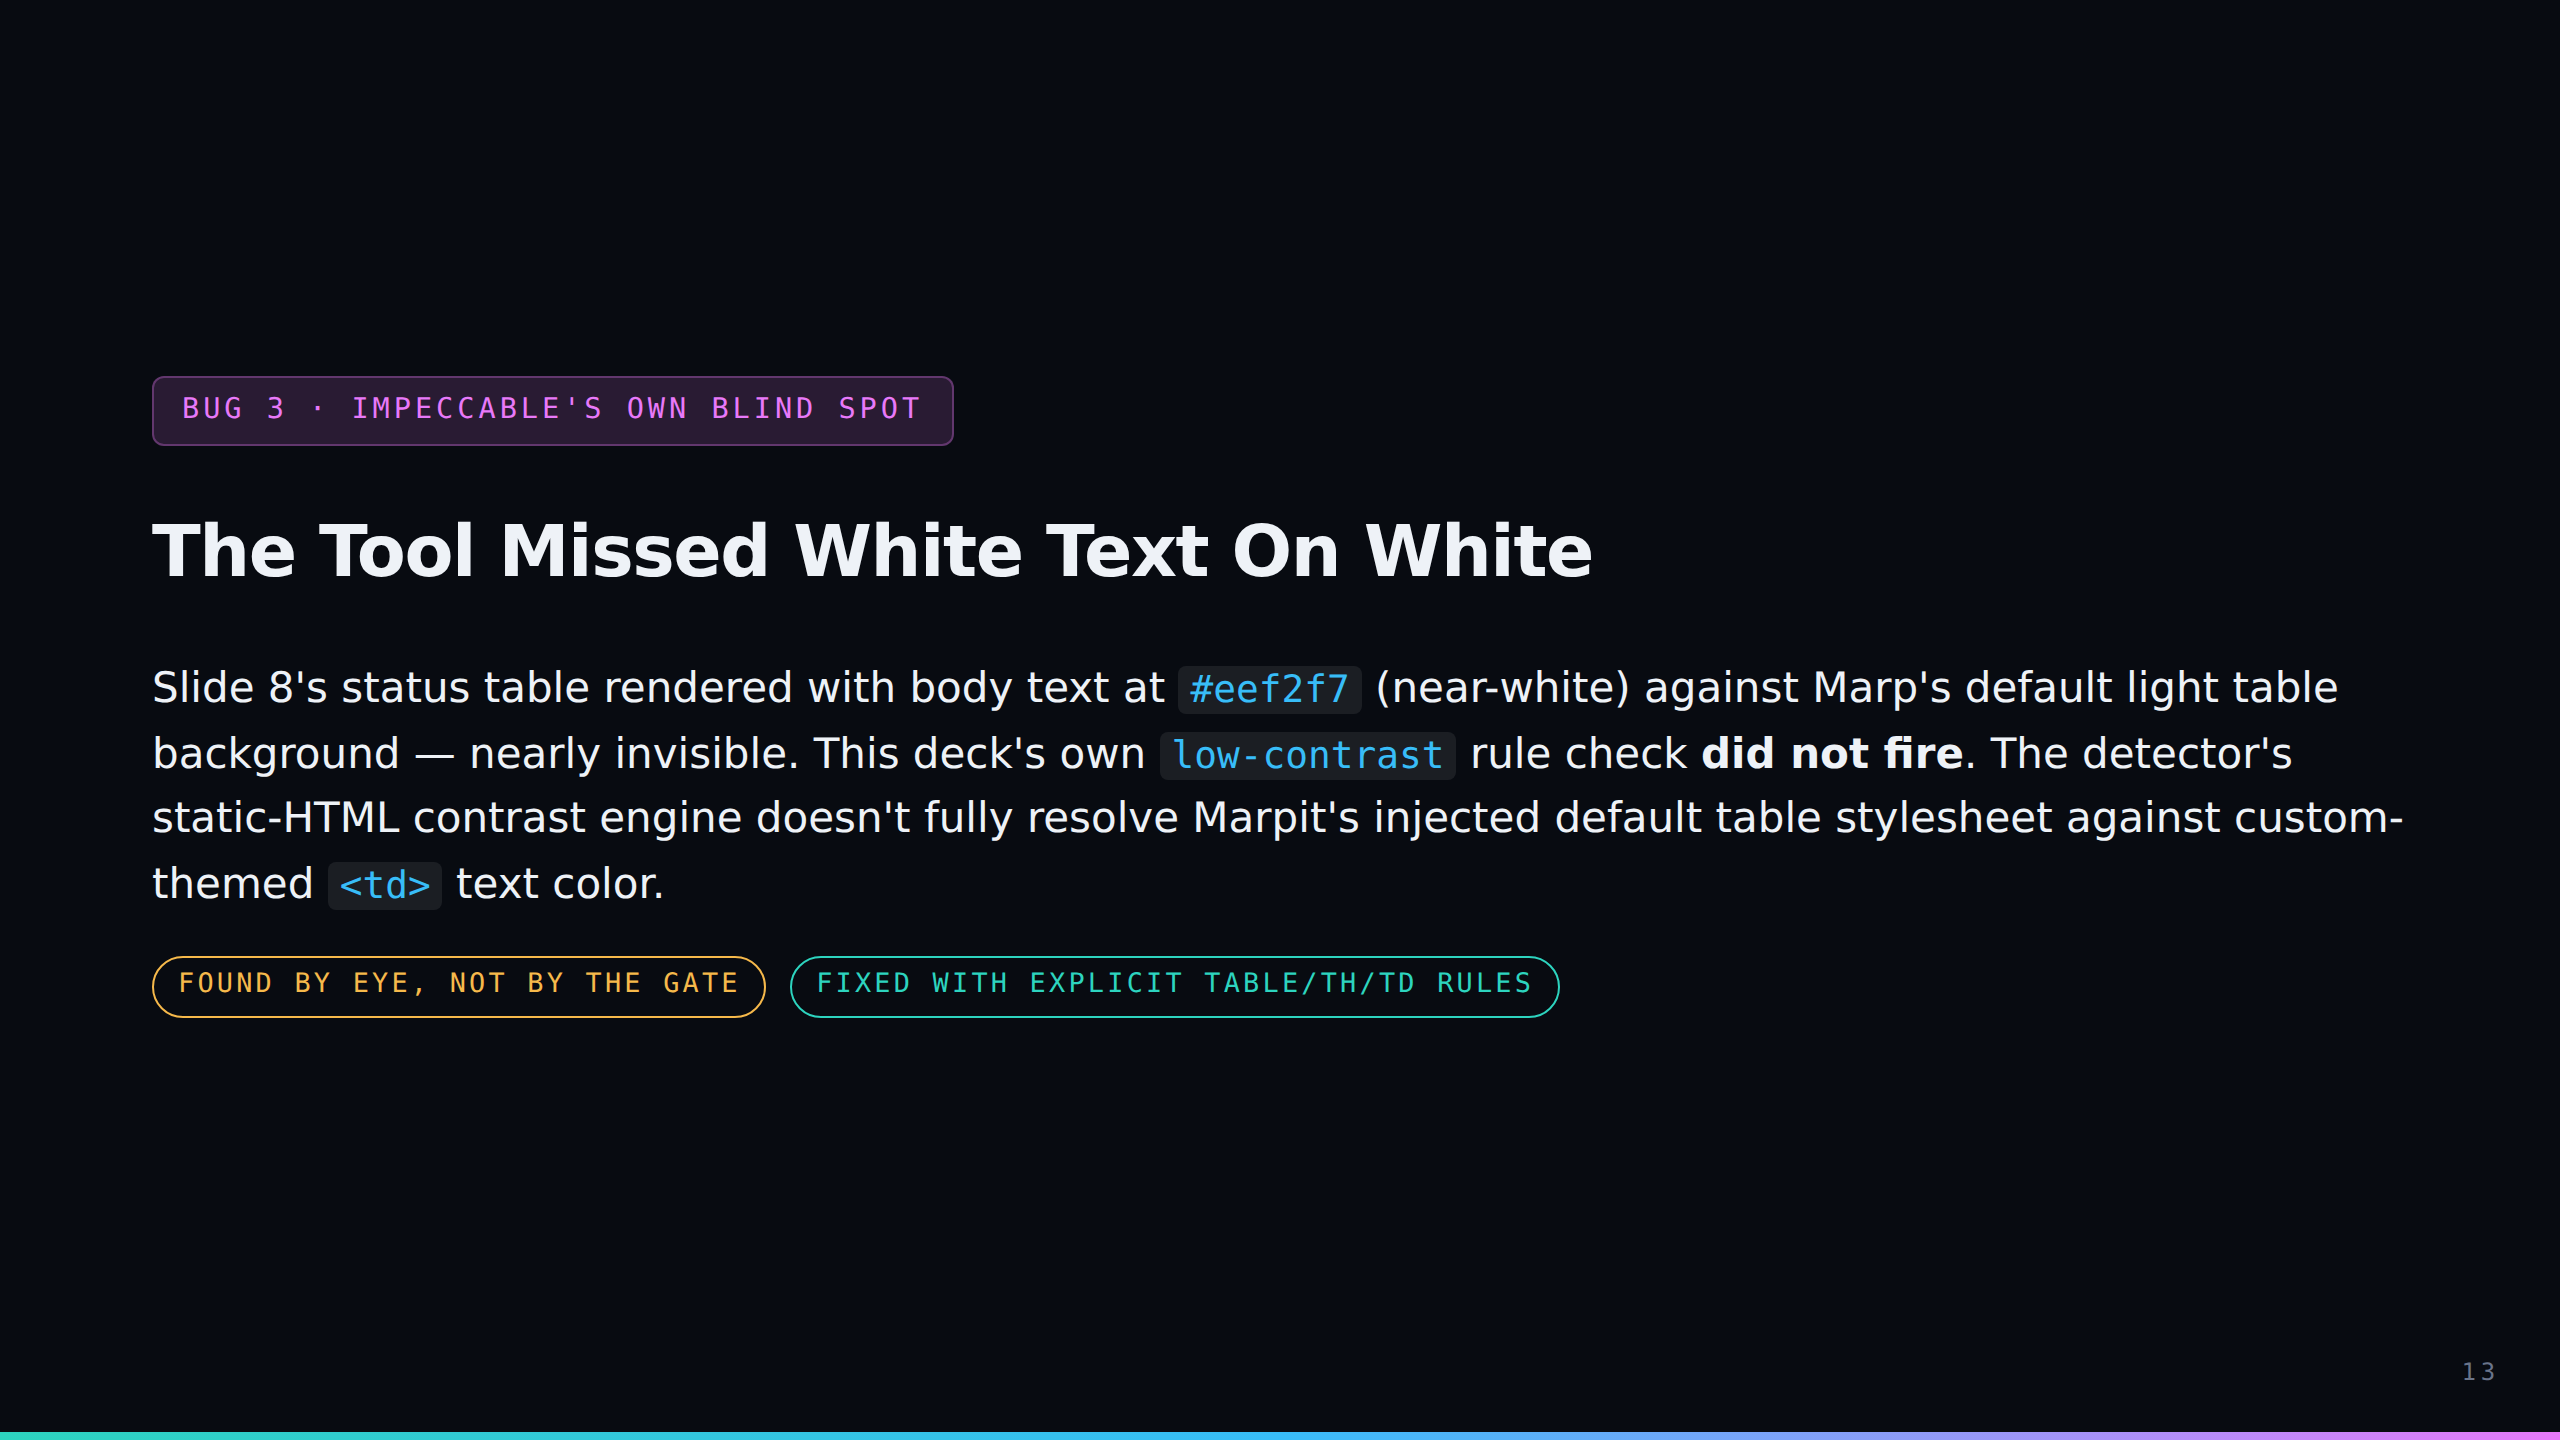 BUG 3 · IMPECCABLE'S OWN BLIND SPOT
The Tool Missed White Text On White
Slide 8's status table rendered with body text at #eef2f7 (near-white) against Marp's default light table
background — nearly invisible. This deck's own low-contrast rule check did not fire. The detector's
static-HTML contrast engine doesn't fully resolve Marpit's injected default table stylesheet against custom-
themed <td> text color.
FOUND BY EYE, NOT BY THE GATE FIXED WITH EXPLICIT TABLE/TH/TD RULES
13